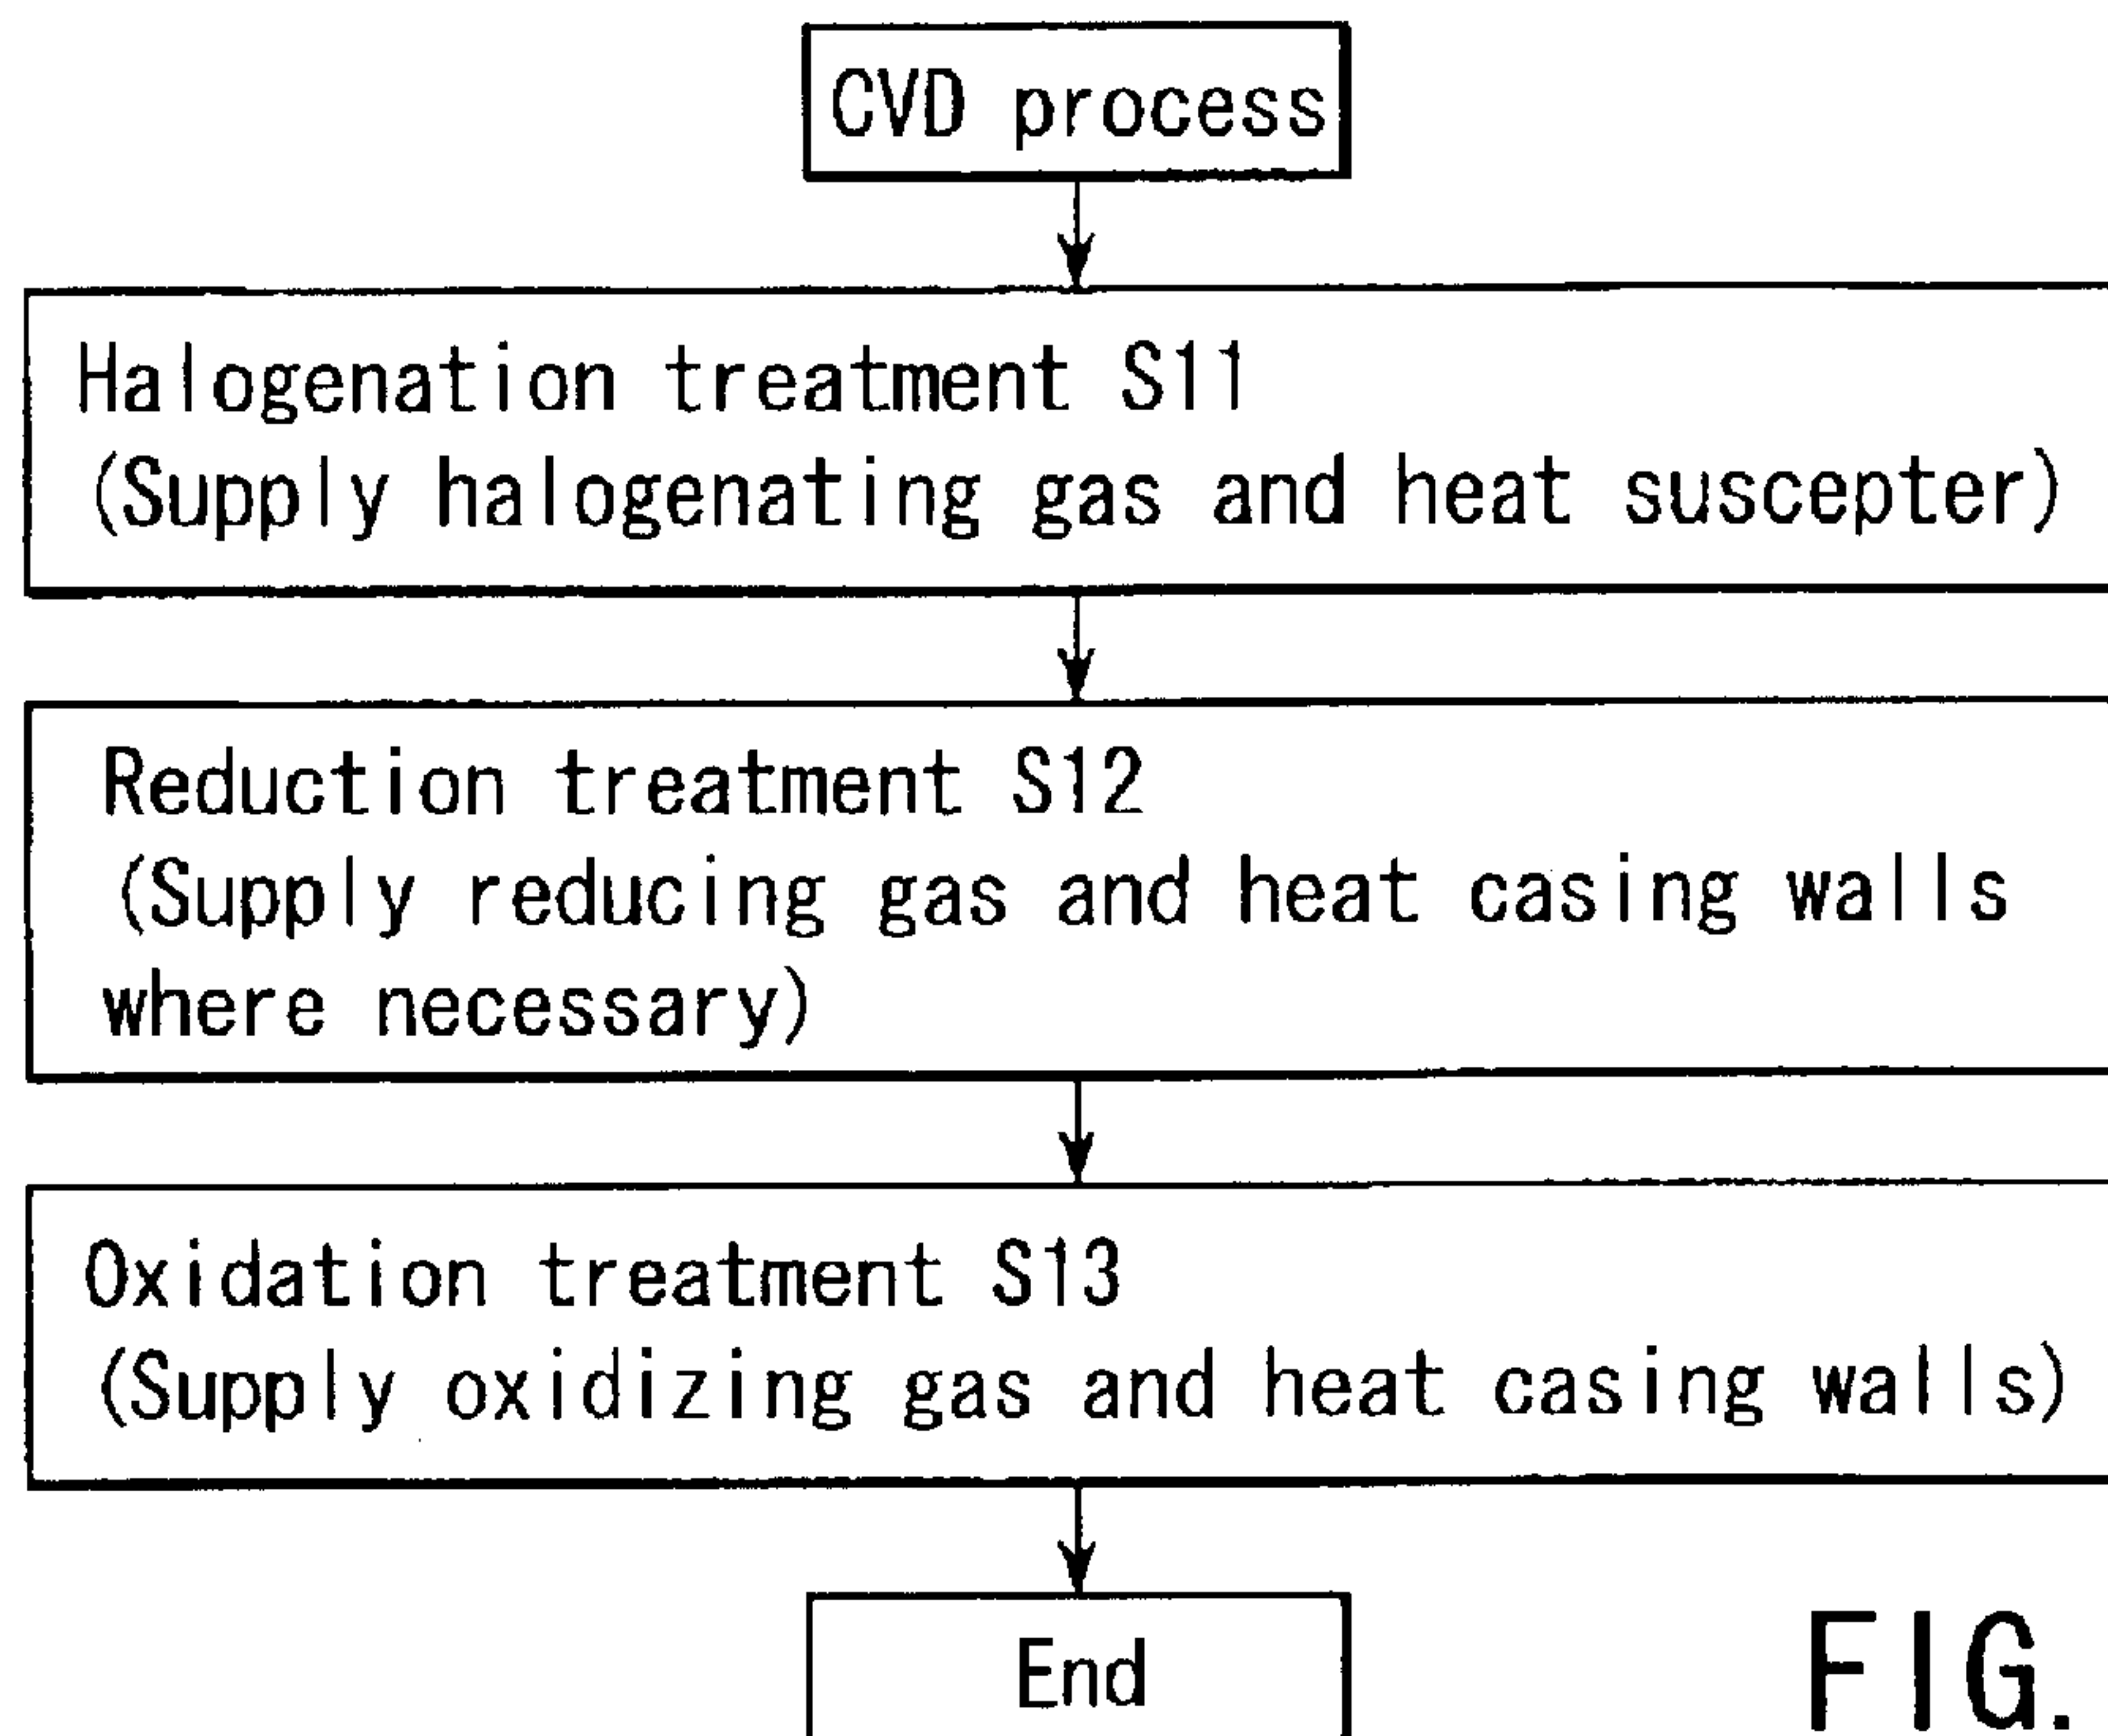 CVD process
Halogenation treatment S11
(Supply halogenating gas and heat suscepter)
Reduction treatment S12
(Supply reducing gas and heat casing walls
where necessary)
Oxidation treatment S13
(Supply oxidizing gas and heat casing walls)
End
FIG.